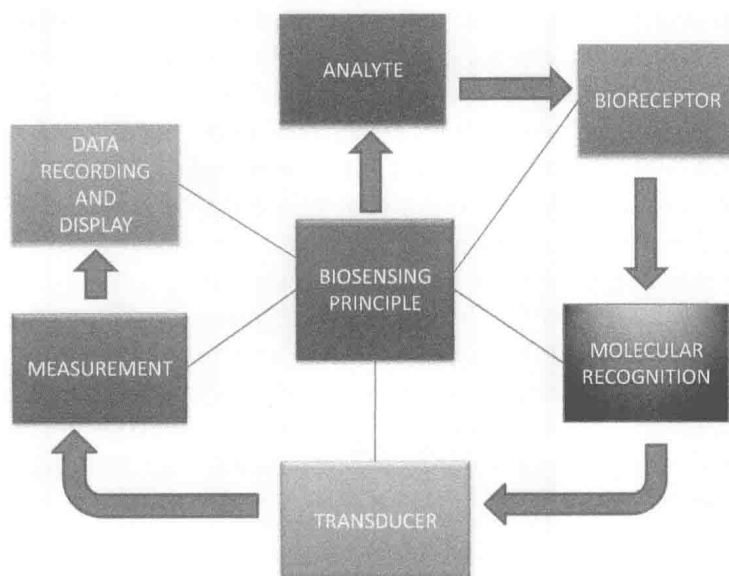 ANALYTE
BIORECEPTOR
DATA
RECORDING
AND
DISPLAY
BIOSENSING
PRINCIPLE
MEASUREMENT
MOLECULAR
RECOGNITION
TRANSDUCER